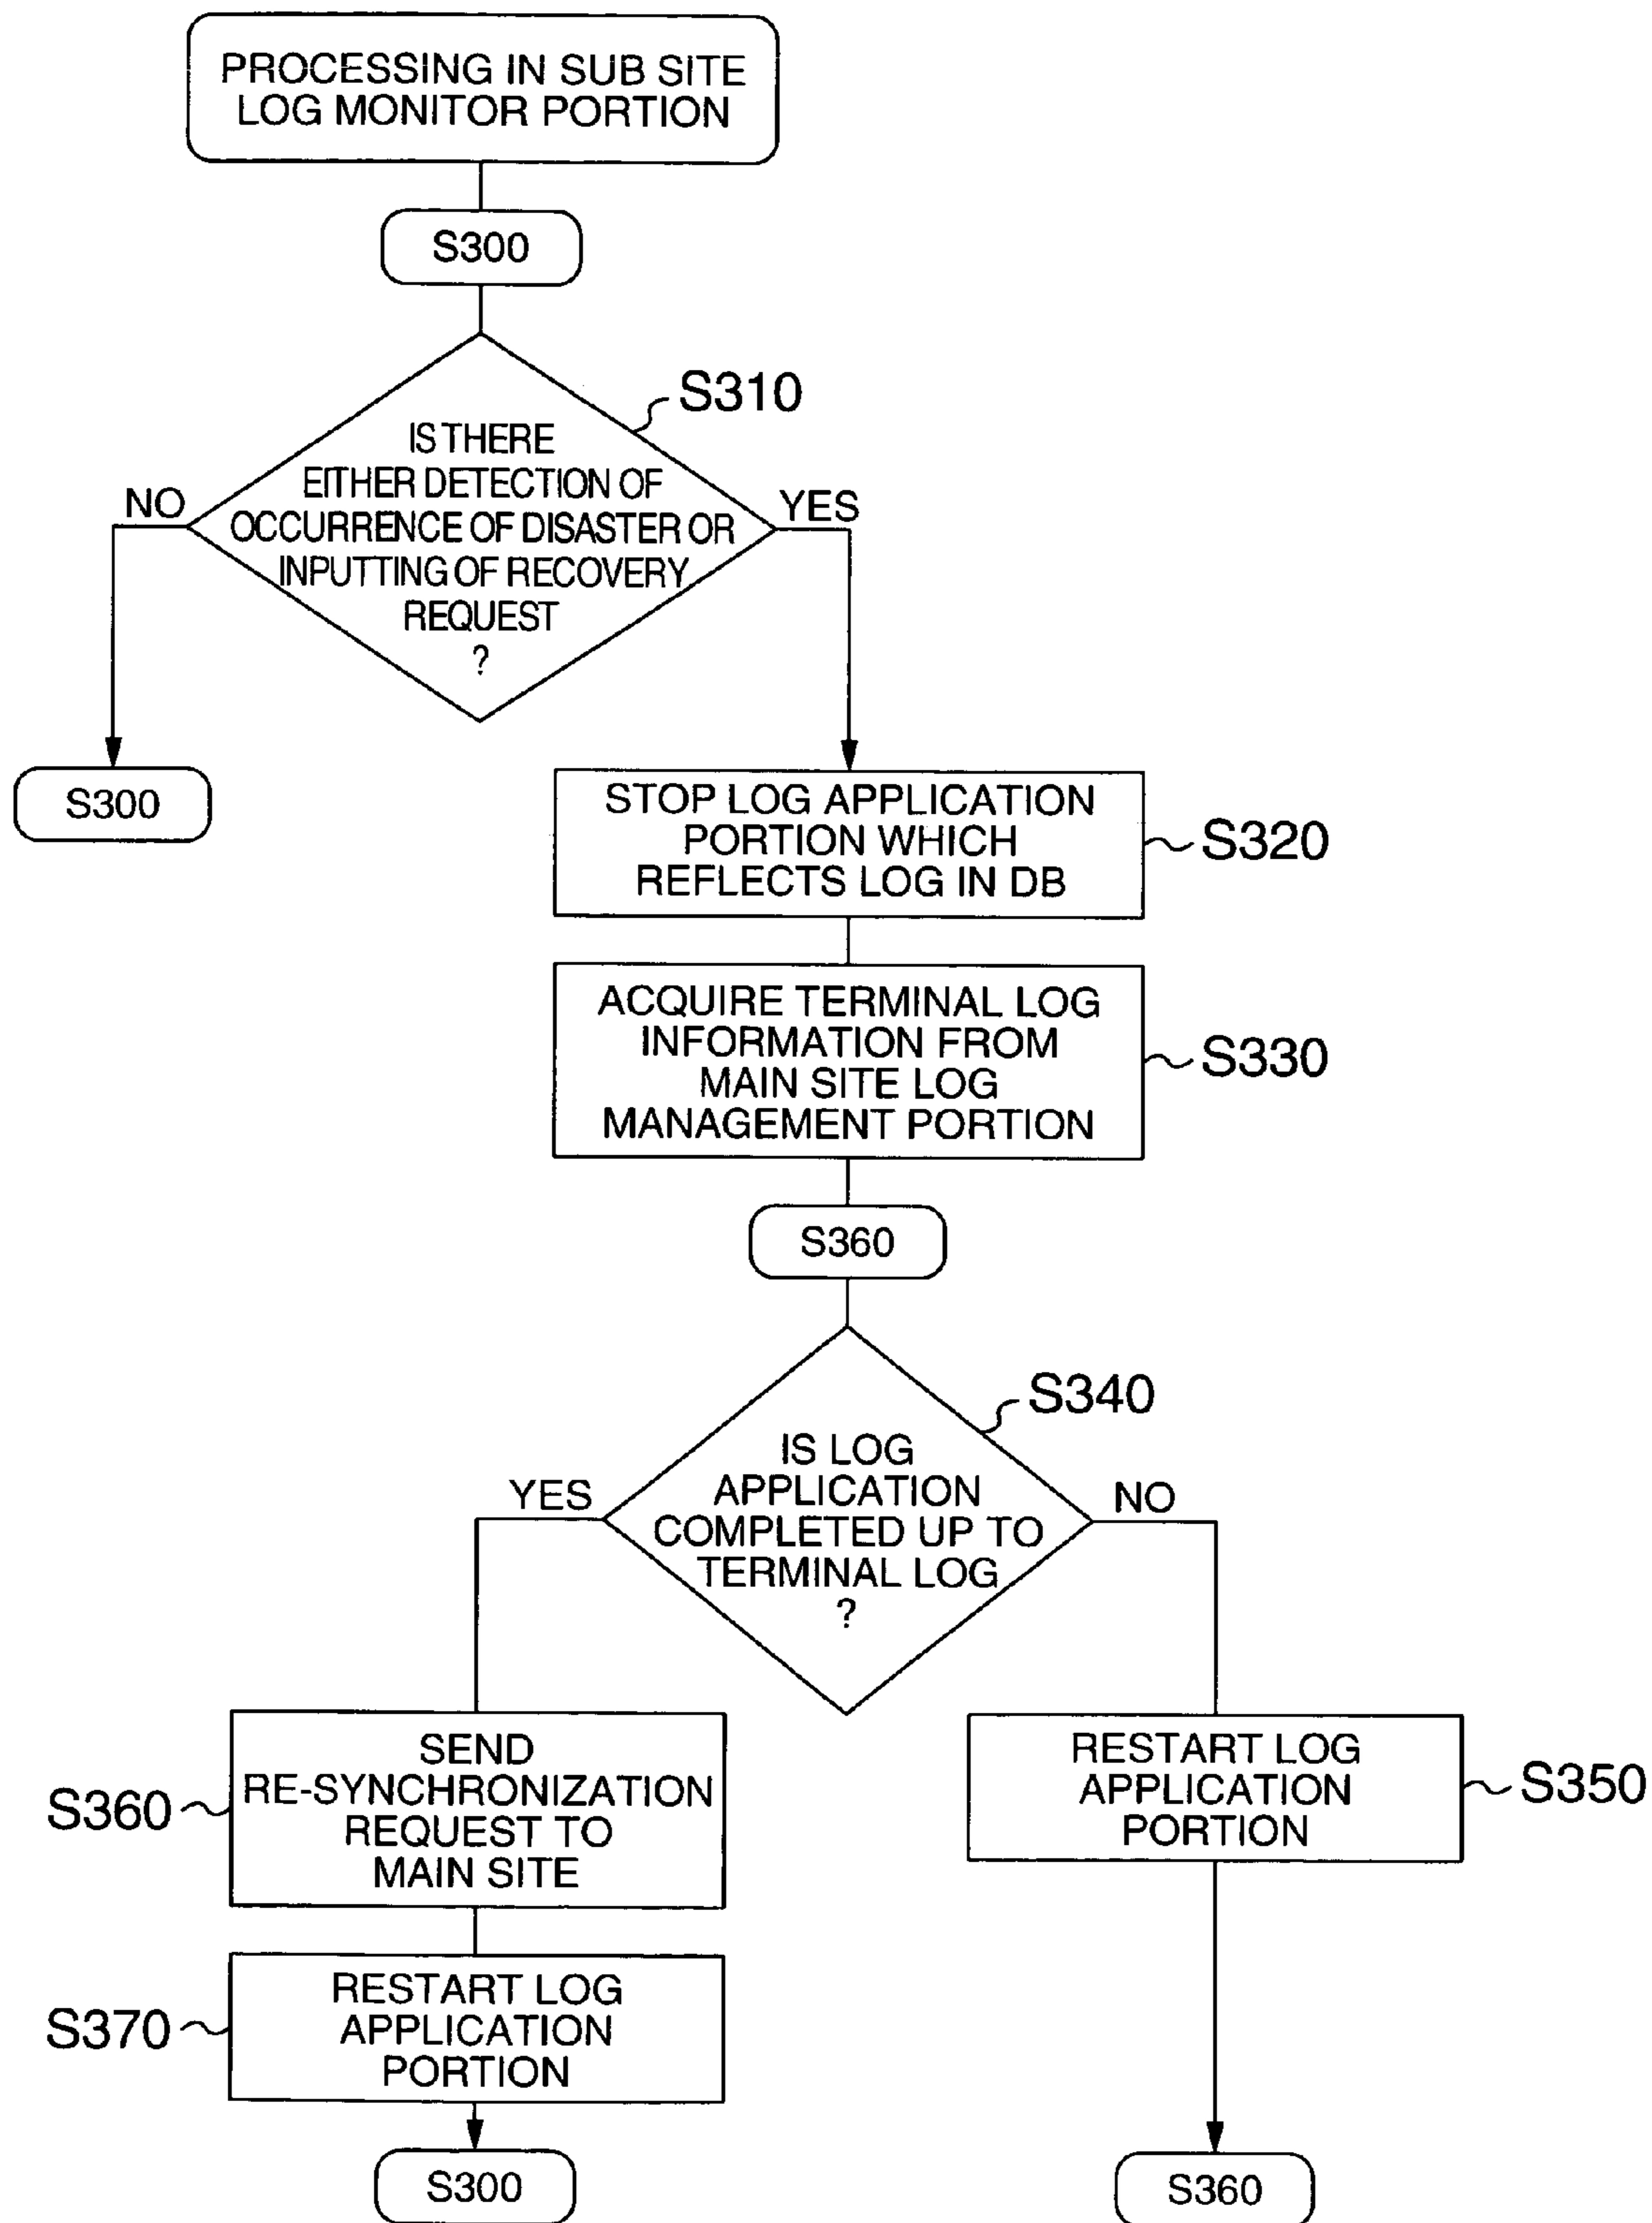 PROCESSING IN SUB SITE
LOG MONITOR PORTION
S300
S310
IS THERE
EITHER DETECTION OF
OCCURRENCE OF DISASTER OR
INPUTTING OF RECOVERY
REQUEST
?
NO
YES
S300
STOP LOG APPLICATION
PORTION WHICH
REFLECTS LOG IN DB
S320
ACQUIRE TERMINAL LOG
INFORMATION FROM
MAIN SITE LOG
MANAGEMENT PORTION
S330
S360
S340
IS LOG
APPLICATION
COMPLETED UP TO
TERMINAL LOG
?
YES
NO
SEND
RE-SYNCHRONIZATION
REQUEST TO
MAIN SITE
S360
RESTART LOG
APPLICATION
PORTION
S350
RESTART LOG
APPLICATION
PORTION
S370
S300
S360